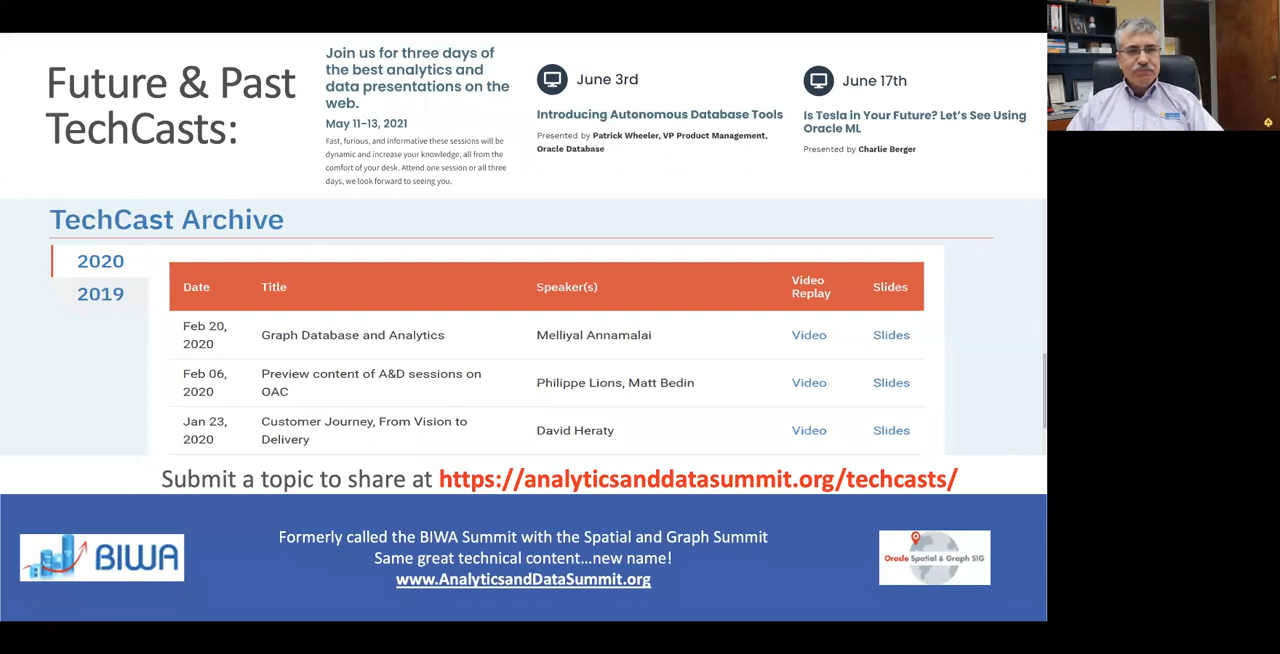 Future & Past
TechCasts:
Join us for three days of
the best analytics and
data presentations on the
web.
May 11-13, 2021
Fast, furious, and informative these sessions will be
dynamic and increase your knowledge, all from the
comfort of your desk. Attend one session or all three
days, we look forward to seeing you.
June 3rd
Introducing Autonomous Database Tools
Presented by Patrick Wheeler, VP Product Management,
Oracle Database
June 17th
Is Tesla in Your Future? Let's See Using
Oracle ML
Presented by Charlie Berger
TechCast Archive
2020
2019
Date Title Speaker(s) Video Replay Slides
Feb 20, 2020 Graph Database and Analytics Melliyal Annamalai Video Slides
Feb 06, 2020 Preview content of A&D sessions on OAC Philippe Lions, Matt Bedin Video Slides
Jan 23, 2020 Customer Journey, From Vision to Delivery David Heraty Video Slides
Submit a topic to share at https://analyticsanddatasummit.org/techcasts/
BIWA
Formerly called the BIWA Summit with the Spatial and Graph Summit
Same great technical content...new name!
www.AnalyticsandDataSummit.org
Oracle Spatial & Graph SIG